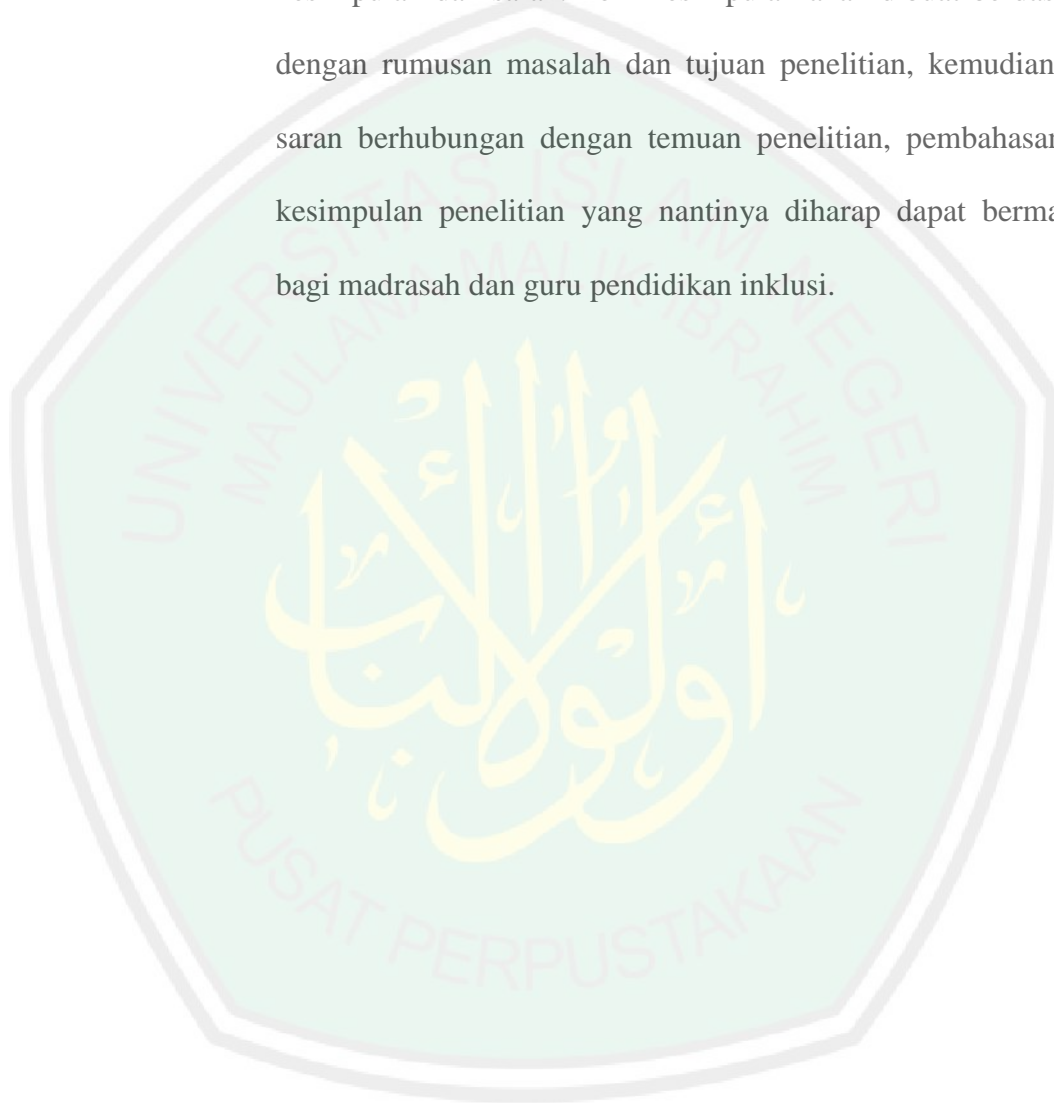 dengan rumusan masalah dan tujuan penelitian, kemudian
saran berhubungan dengan temuan penelitian, pembahasan
kesimpulan penelitian yang nantinya diharap dapat
bagi madrasah dan guru pendidikan inklusi.
UNIVERSITAS ISLAM NEGERI
MAULANA MALIK IBRAHIM
PUSAT PERPUSTAKAAN